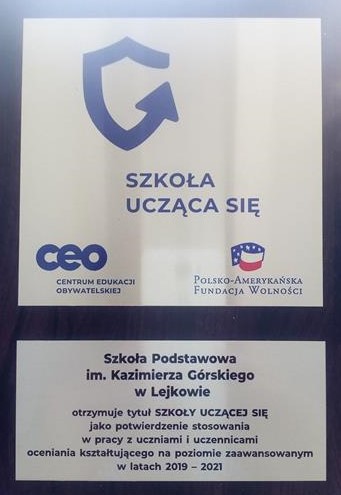 SZKOŁA
UCZĄCA SIĘ
ceo
CENTRUM EDUKACJI
OBYWATELSKIEJ
POLSKO-AMERYKAŃSKA
FUNDACJA WOLNOŚCI
Szkoła Podstawowa
im. Kazimierza Górskiego
w Lejkowie
otrzymuje tytuł SZKOŁY UCZĄCEJ SIĘ
jako potwierdzenie stosowania
w pracy z uczniami i uczennicami
oceniania kształtującego na poziomie zaawansowanym
w latach 2019 – 2021